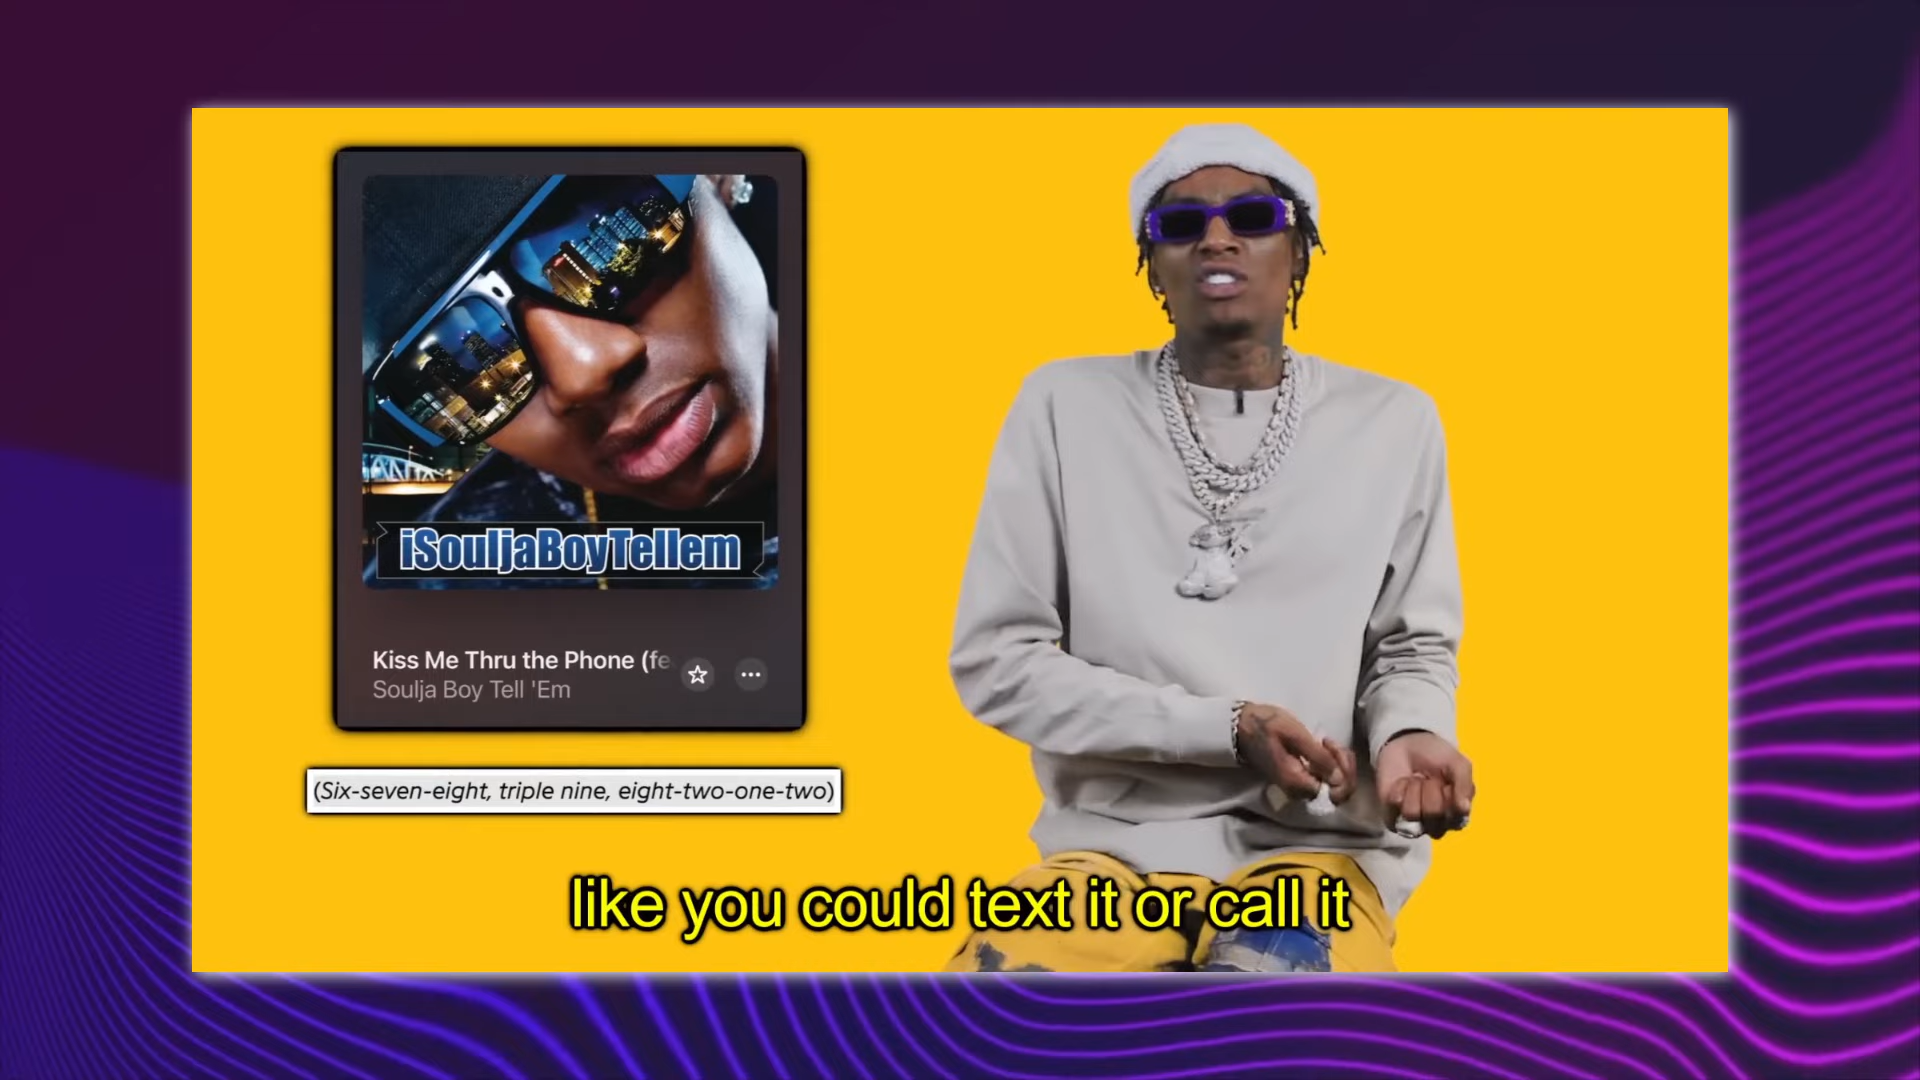 iSouljaBoyTellem
Kiss Me Thru the Phone (fe
Soulja Boy Tell 'Em
(Six-seven-eight, triple nine, eight-two-one-two)
like you could text it or call it